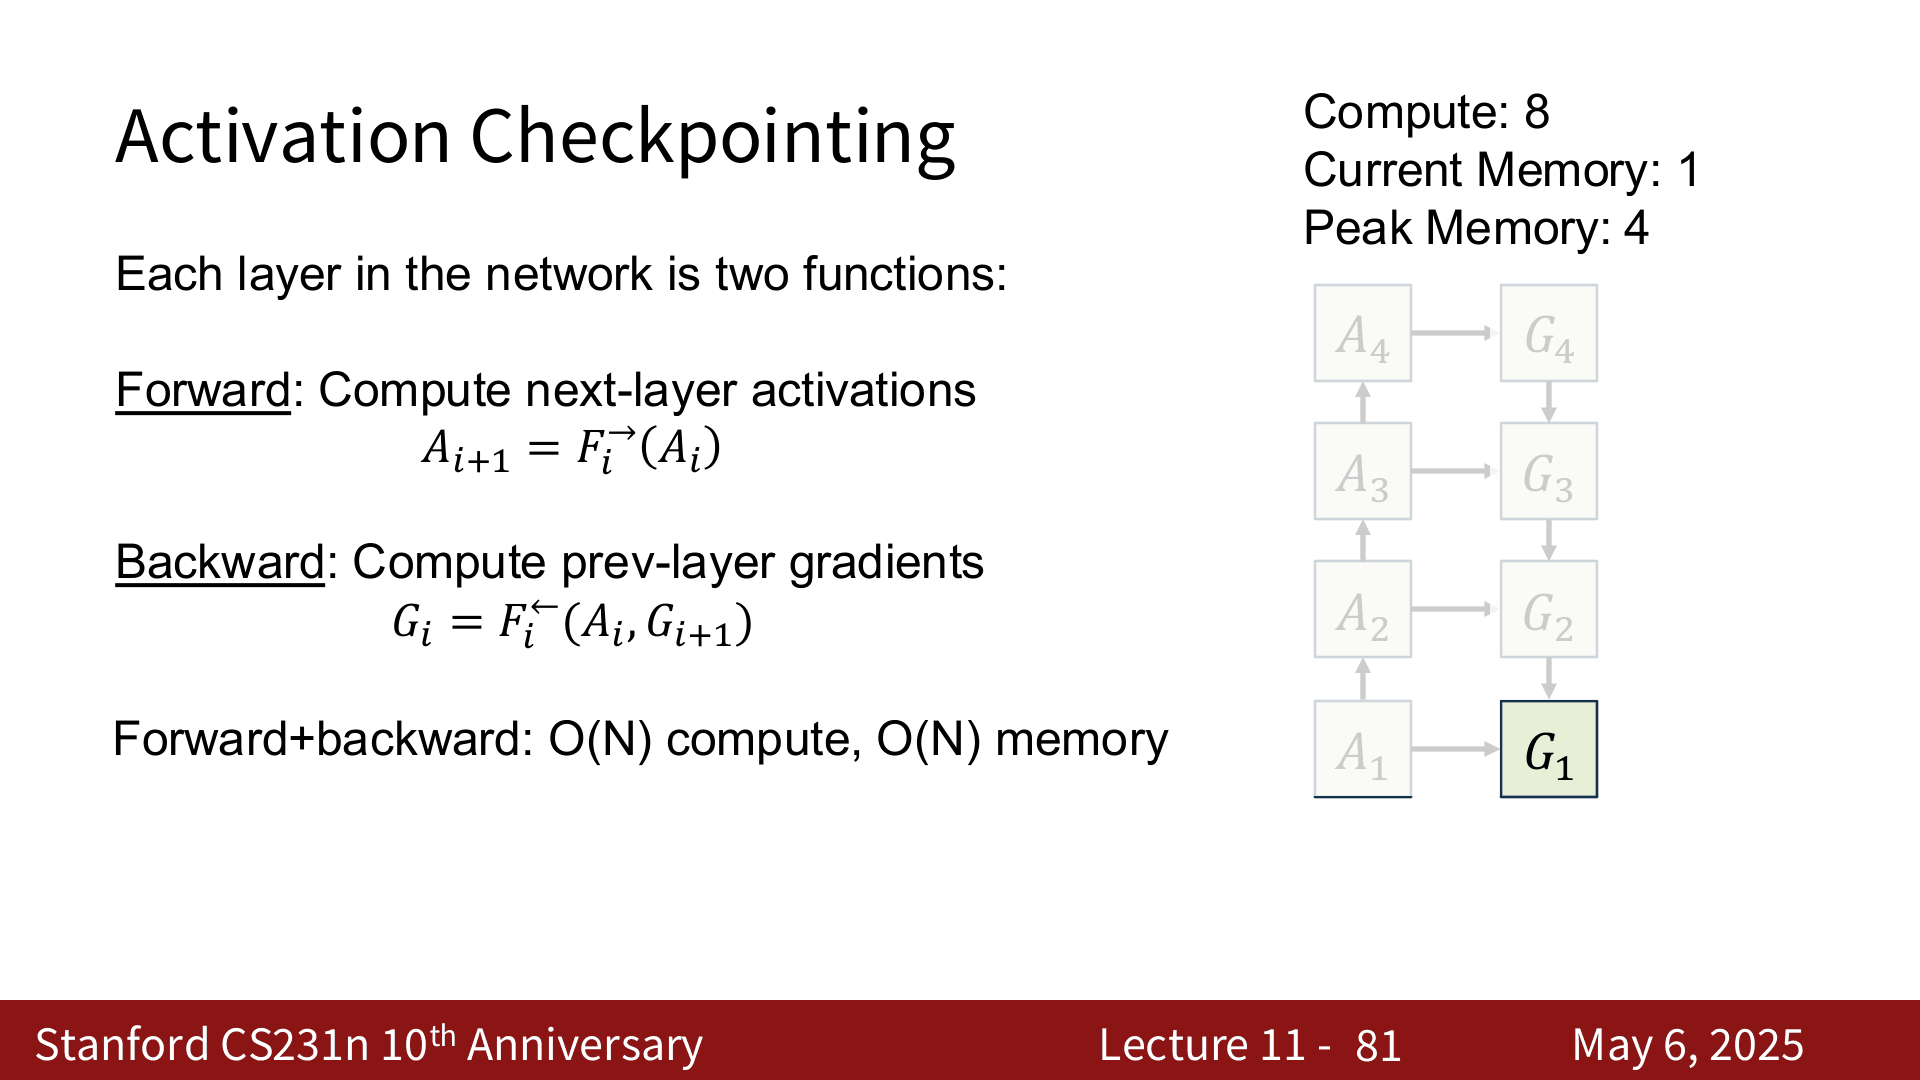 Activation Checkpointing
Compute: 8
Current Memory: 1
Peak Memory: 4
Each layer in the network is two functions:
Forward: Compute next-layer activations
A_{i+1} = F_i^→(A_i)
Backward: Compute prev-layer gradients
G_i = F_i^←(A_i, G_{i+1})
Forward+backward: O(N) compute, O(N) memory
A_4 G_4
A_3 G_3
A_2 G_2
A_1 G_1
Stanford CS231n 10th Anniversary
Lecture 11 - 81
May 6, 2025